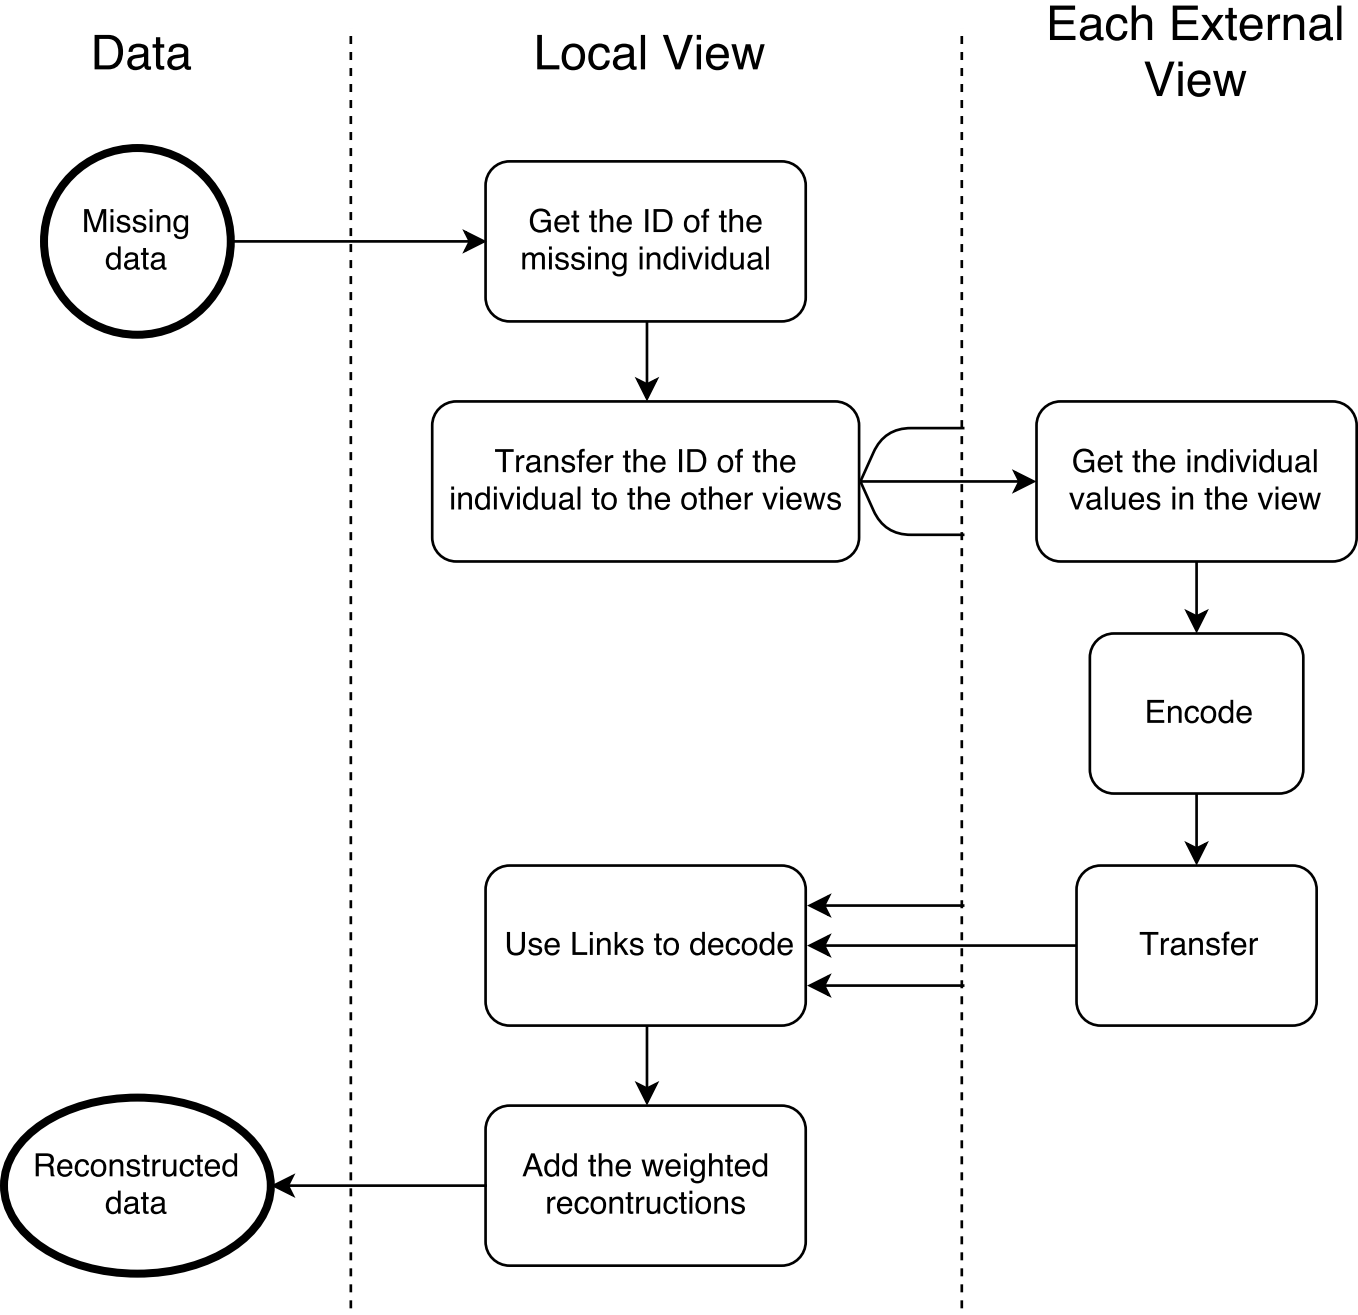 Data
Local View
Each External
View
Missing
data
Get the ID of the
missing individual
Transfer the ID of the
individual to the other views
Get the individual
values in the view
Encode
Transfer
Use Links to decode
Add the weighted
recontructions
Reconstructed
data